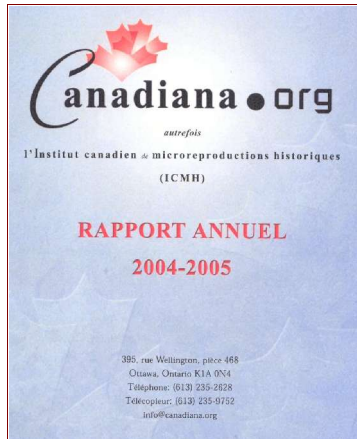 Canadiana.org
autrefois
l'Institut canadien de microreproductions historiques
(ICMH)
RAPPORT ANNUEL
2004-2005
395, rue Wellington, pièce 468
Ottawa, Ontario K1A 0N4
Téléphone: (613) 235-2628
Télécopieur: (613) 235-9752
info@canadiana.org